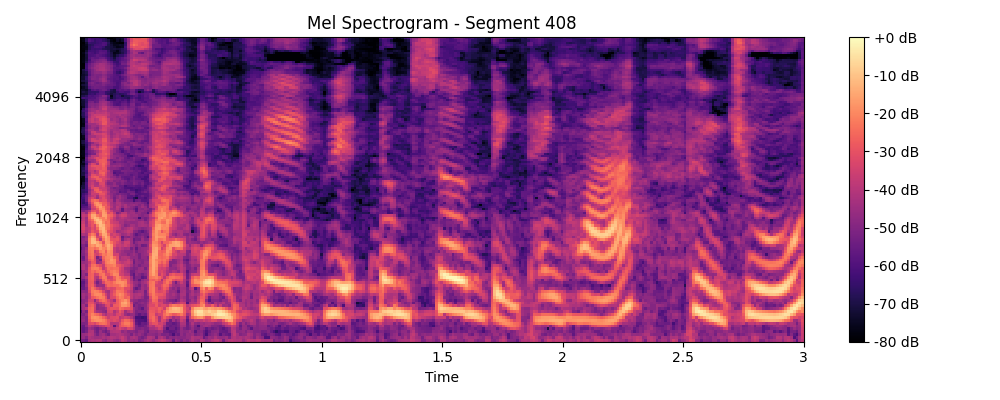 Mel Spectrogram - Segment 408
Frequency
4096
2048
1024
512
0
0
0.5
1
1.5
2
2.5
3
Time
+0 dB
-10 dB
-20 dB
-30 dB
-40 dB
-50 dB
-60 dB
-70 dB
-80 dB